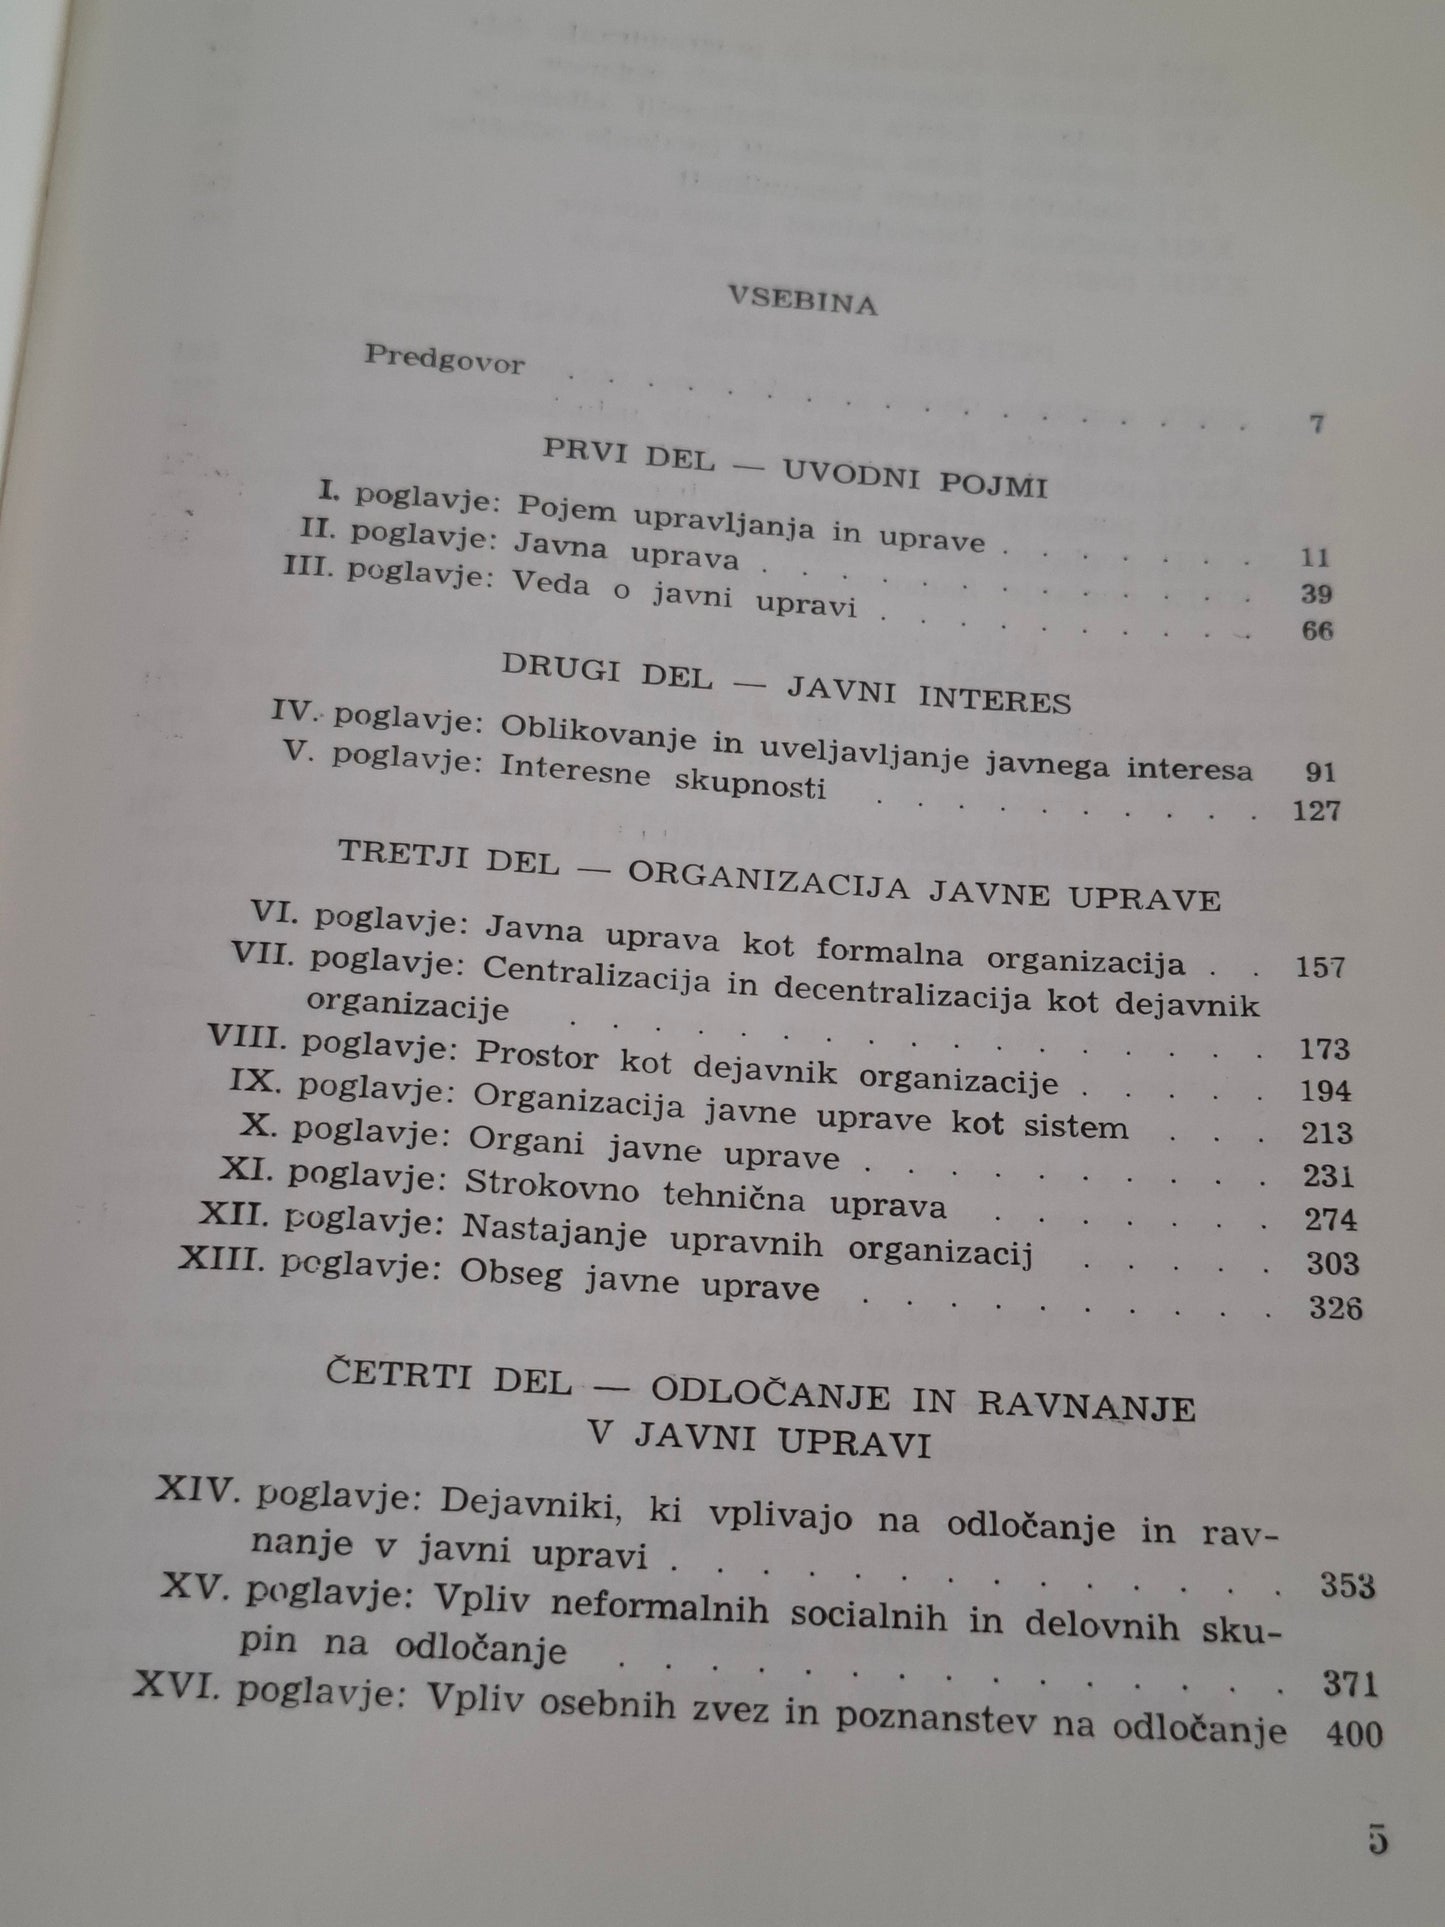 VSEBINA
Predgovor . . . . . . . . . . . . . . . . . . 7
PRVI DEL — UVODNI POJMI
I. poglavje: Pojem upravljanja in uprave . . . . . . . 11
II. poglavje: Javna uprava . . . . . . . . . . . . . 39
III. poglavje: Veda o javni upravi . . . . . . . . . . 66
DRUGI DEL — JAVNI INTERES
IV. poglavje: Oblikovanje in uveljavljanje javnega interesa 91
V. poglavje: Interesne skupnosti . . . . . . . . . . 127
TRETJI DEL — ORGANIZACIJA JAVNE UPRAVE
VI. poglavje: Javna uprava kot formalna organizacija . . 157
VII. poglavje: Centralizacija in decentralizacija kot dejavnik
organizacije . . . . . . . . . . . . . . . . . 173
VIII. poglavje: Prostor kot dejavnik organizacije . . . . . 194
IX. poglavje: Organizacija javne uprave kot sistem . . . 213
X. poglavje: Organi javne uprave . . . . . . . . . . 231
XI. poglavje: Strokovno tehnična uprava . . . . . . . 274
XII. poglavje: Nastajanje upravnih organizacij . . . . . 303
XIII. poglavje: Obseg javne uprave . . . . . . . . . . 326
ČETRTI DEL — ODLOČANJE IN RAVNANJE
V JAVNI UPRAVI
XIV. poglavje: Dejavniki, ki vplivajo na odločanje in rav-
nanje v javni upravi . . . . . . . . . . . . . . 353
XV. poglavje: Vpliv neformalnih socialnih in delovnih sku-
pin na odločanje . . . . . . . . . . . . . . . 371
XVI. poglavje: Vpliv osebnih zvez in poznanstev na odločanje 400
5